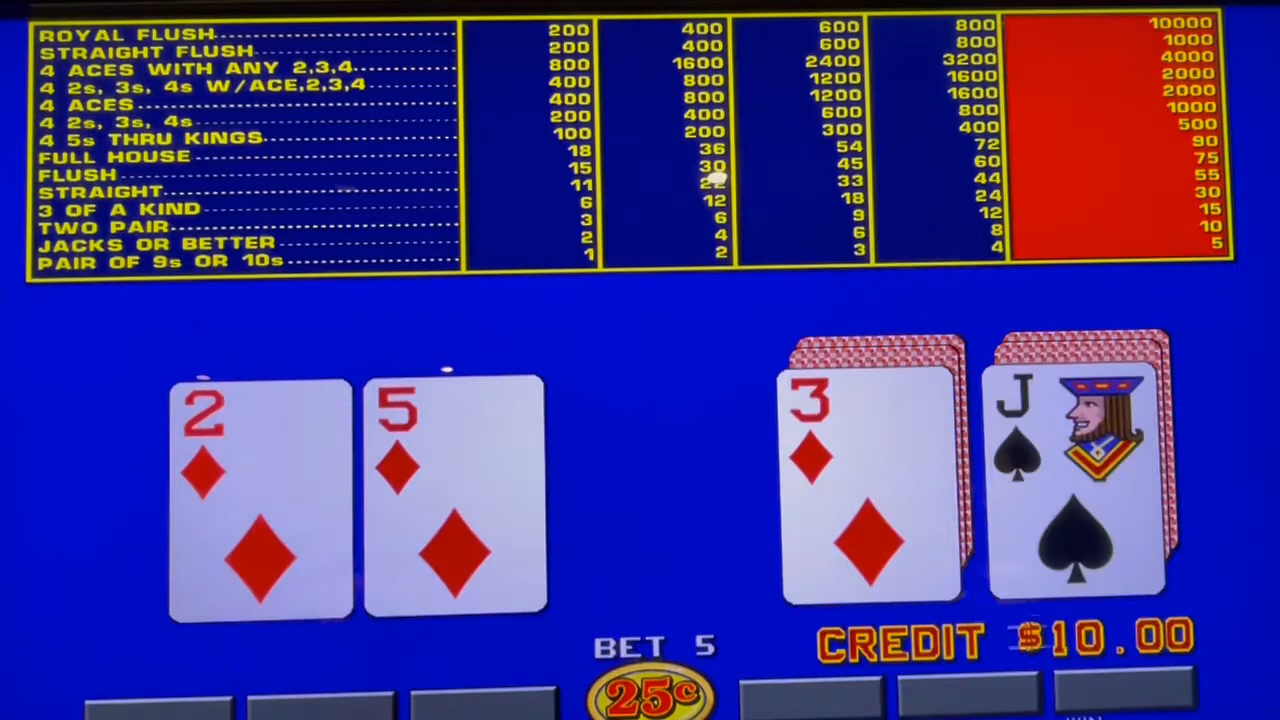 ROYAL FLUSH 200 400 600 800 10000
STRAIGHT FLUSH 200 400 600 800 1000
4 ACES WITH ANY 2,3,4 800 1600 2400 3200 4000
4 2s, 3s, 4s W/ACE,2,3,4 400 800 1200 1600 2000
4 ACES 400 800 1200 1600 2000
4 2s, 3s, 4s 200 400 600 800 1000
4 5s THRU KINGS 100 200 300 400 500
FULL HOUSE 18 36 54 72 90
FLUSH 15 30 45 60 75
STRAIGHT 11 22 33 44 55
3 OF A KIND 6 12 18 24 30
TWO PAIR 3 6 9 12 15
JACKS OR BETTER 2 4 6 8 10
PAIR OF 9s OR 10s 1 2 3 4 5
2 5 3 J
BET 5 CREDIT $10.00
25¢